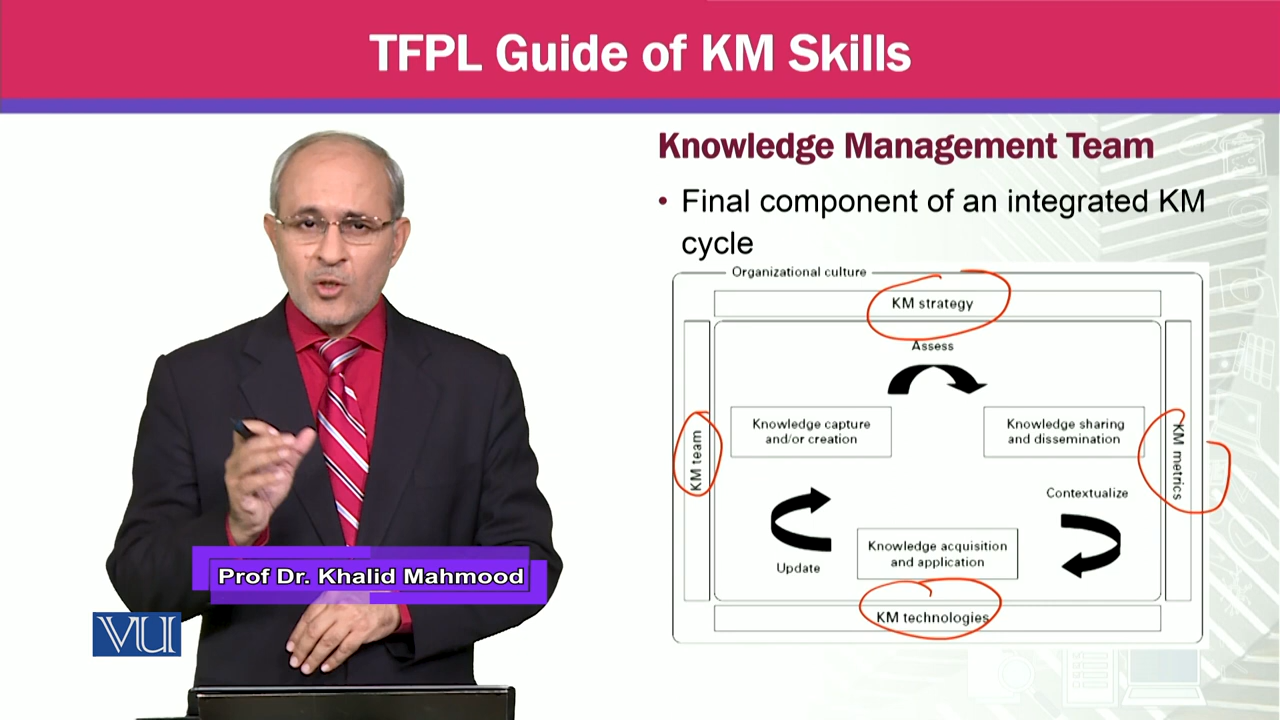 TFPL Guide of KM Skills
Knowledge Management Team
• Final component of an integrated KM
cycle
Organizational culture
KM strategy
Assess
Knowledge capture
and/or creation
Knowledge sharing
and dissemination
KM team
KM metrics
Contextualize
Knowledge acquisition
and application
Update
KM technologies
Prof Dr. Khalid Mahmood
VU